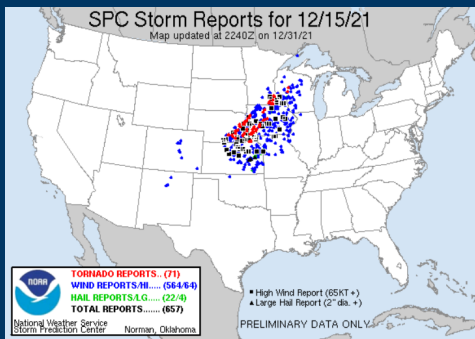 SPC Storm Reports for 12/15/21
Map updated at 2240Z on 12/31/21
TORNADO REPORTS.. (71)
WIND REPORTS/HI..... (564/64)
HAIL REPORTS/LG..... (22/4)
TOTAL REPORTS....... (657)
NOAA
National Weather Service
Storm Prediction Center
Norman, Oklahoma
High Wind Report (65KT +)
Large Hail Report (2" dia. +)
PRELIMINARY DATA ONLY